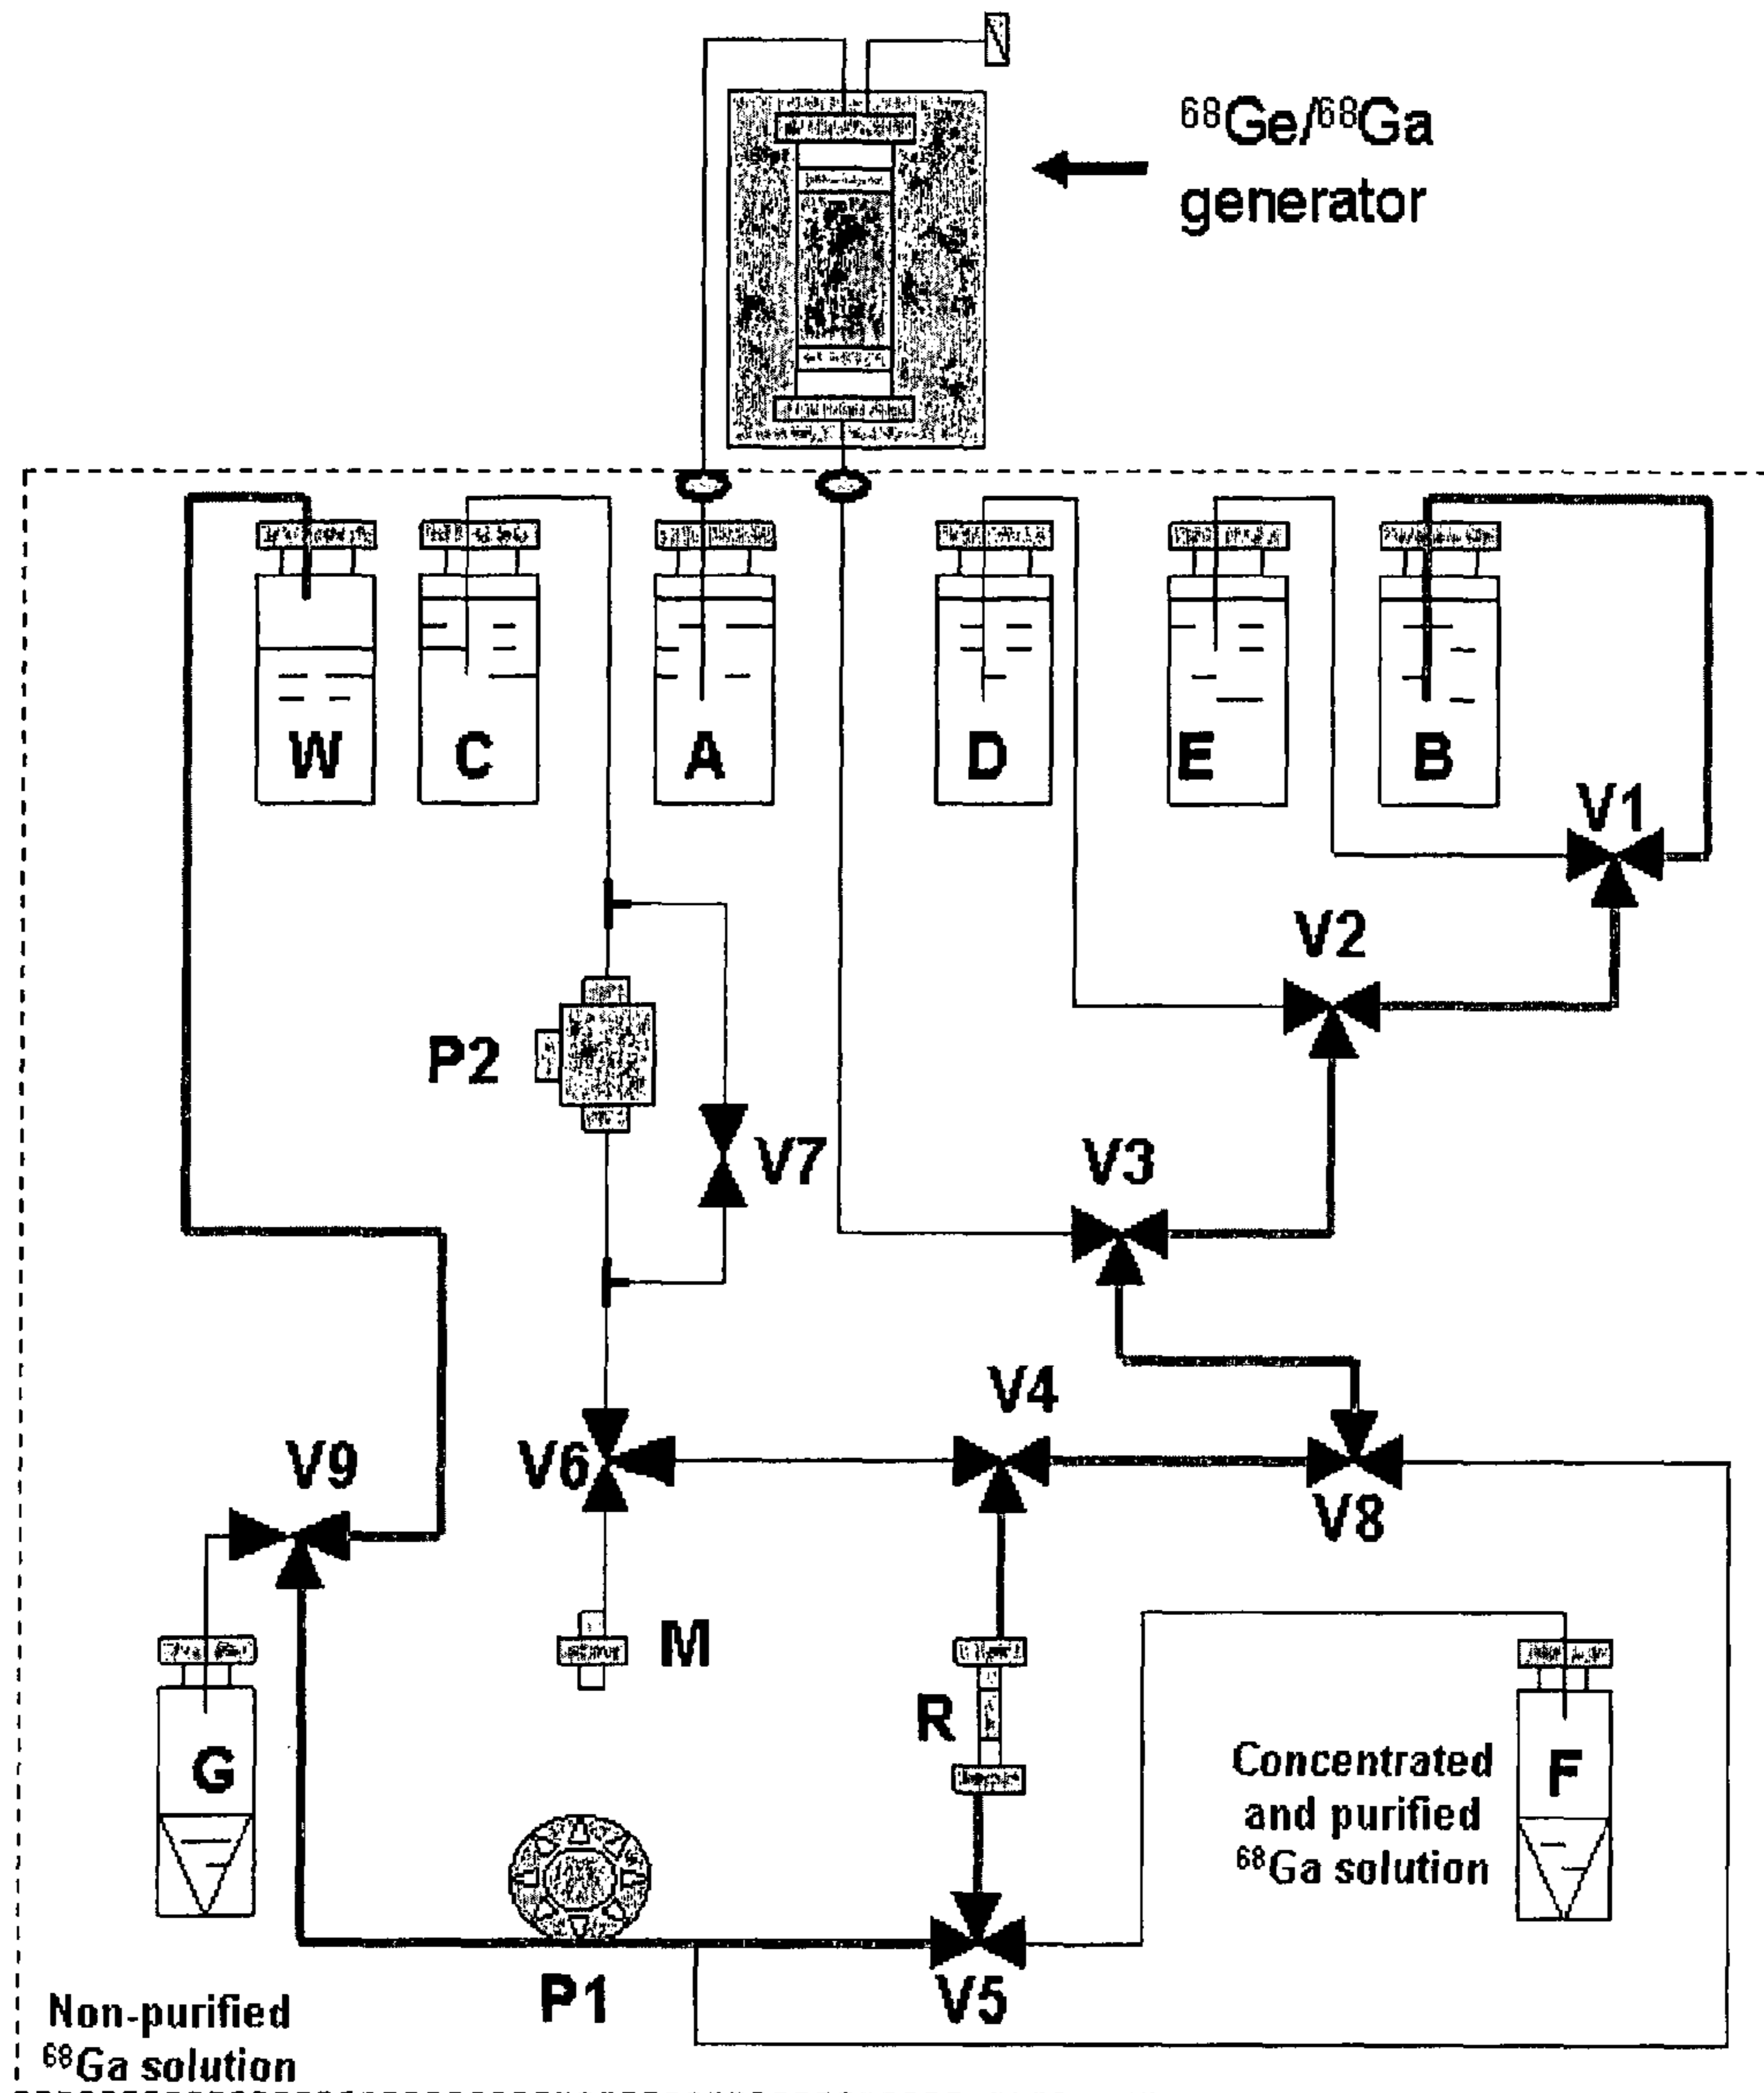 ⁶⁸Ge/⁶⁸Ga
generator
W
C
A
D
E
B
V1
V2
P2
V7
V3
V4
V6
V9
V8
M
R
G
Concentrated
and purified
⁶⁸Ga solution
F
P1
V5
Non-purified
⁶⁸Ga solution